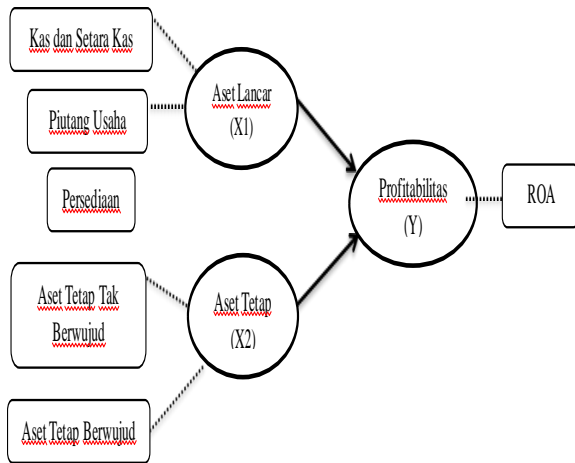 Kas dan Setara Kas
Piutang Usaha
Persediaan
Aset Lancar
(X1)
Aset Tetap Tak
Berwujud
Aset Tetap Berwujud
Aset Tetap
(X2)
Profitabilitas
(Y)
ROA